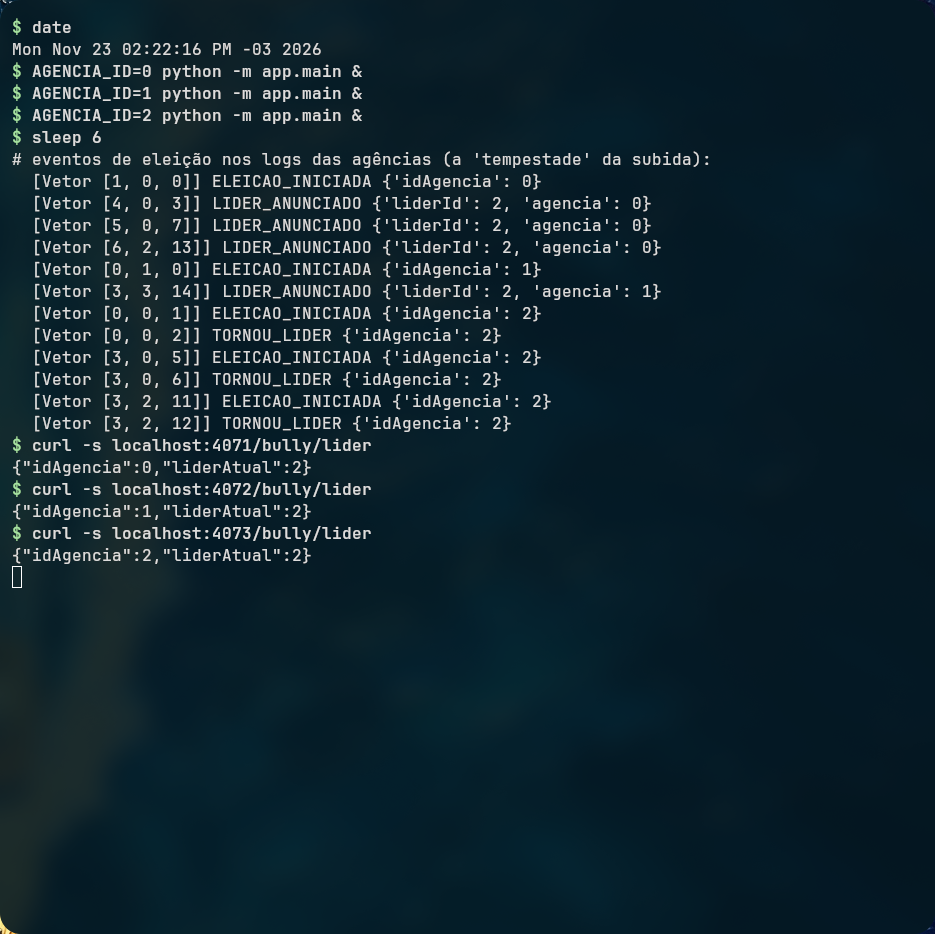 $ date
Mon Nov 23 02:22:16 PM -03 2026
$ AGENCIA_ID=0 python -m app.main &
$ AGENCIA_ID=1 python -m app.main &
$ AGENCIA_ID=2 python -m app.main &
$ sleep 6
# eventos de eleição nos logs das agências (a 'tempestade' da subida):
  [Vetor [1, 0, 0]] ELEICAO_INICIADA {'idAgencia': 0}
  [Vetor [4, 0, 3]] LIDER_ANUNCIADO {'liderId': 2, 'agencia': 0}
  [Vetor [5, 0, 7]] LIDER_ANUNCIADO {'liderId': 2, 'agencia': 0}
  [Vetor [6, 2, 13]] LIDER_ANUNCIADO {'liderId': 2, 'agencia': 0}
  [Vetor [0, 1, 0]] ELEICAO_INICIADA {'idAgencia': 1}
  [Vetor [3, 3, 14]] LIDER_ANUNCIADO {'liderId': 2, 'agencia': 1}
  [Vetor [0, 0, 1]] ELEICAO_INICIADA {'idAgencia': 2}
  [Vetor [0, 0, 2]] TORNOU_LIDER {'idAgencia': 2}
  [Vetor [3, 0, 5]] ELEICAO_INICIADA {'idAgencia': 2}
  [Vetor [3, 0, 6]] TORNOU_LIDER {'idAgencia': 2}
  [Vetor [3, 2, 11]] ELEICAO_INICIADA {'idAgencia': 2}
  [Vetor [3, 2, 12]] TORNOU_LIDER {'idAgencia': 2}
$ curl -s localhost:4071/bully/lider
{"idAgencia":0,"liderAtual":2}
$ curl -s localhost:4072/bully/lider
{"idAgencia":1,"liderAtual":2}
$ curl -s localhost:4073/bully/lider
{"idAgencia":2,"liderAtual":2}